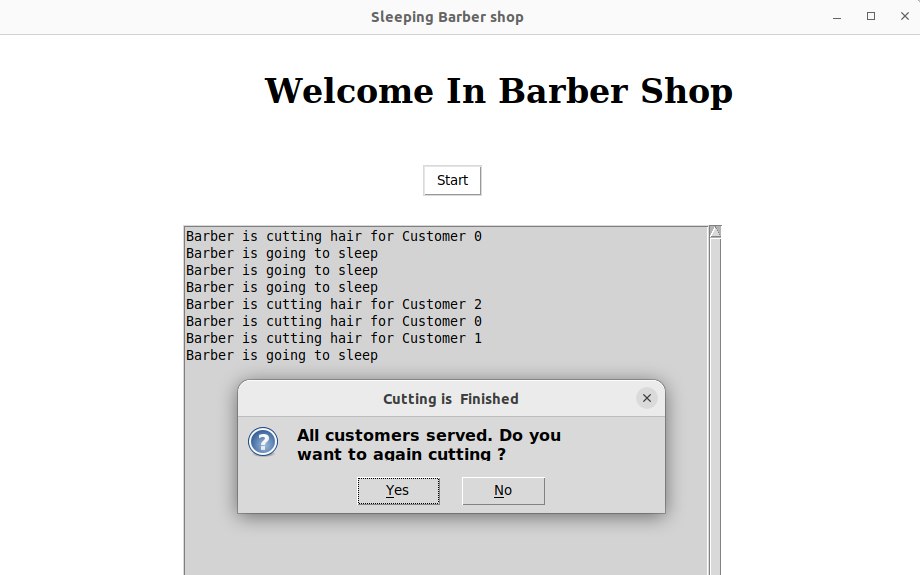 Sleeping Barber shop
Welcome In Barber Shop
Start
Barber is cutting hair for Customer 0
Barber is going to sleep
Barber is going to sleep
Barber is going to sleep
Barber is cutting hair for Customer 2
Barber is cutting hair for Customer 0
Barber is cutting hair for Customer 1
Barber is going to sleep
Cutting is  Finished
All customers served. Do you
want to again cutting ?
Yes
No